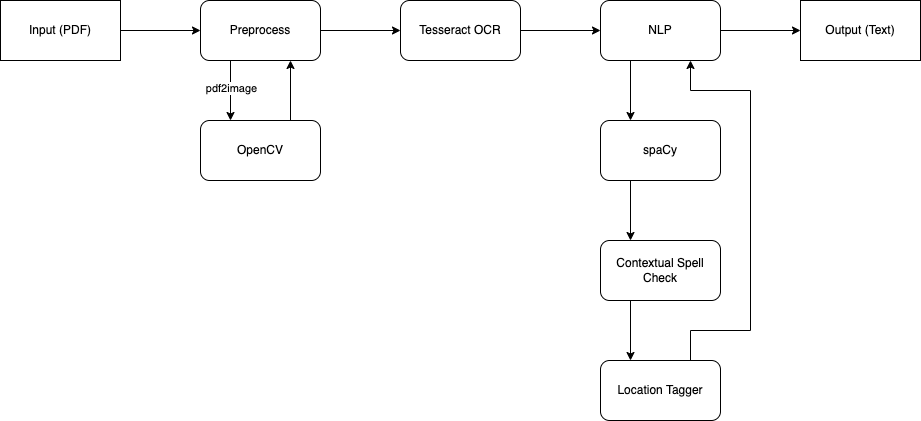 Input (PDF)
Preprocess
Tesseract OCR
NLP
Output (Text)
pdf2image
OpenCV
spaCy
Contextual Spell
Check
Location Tagger